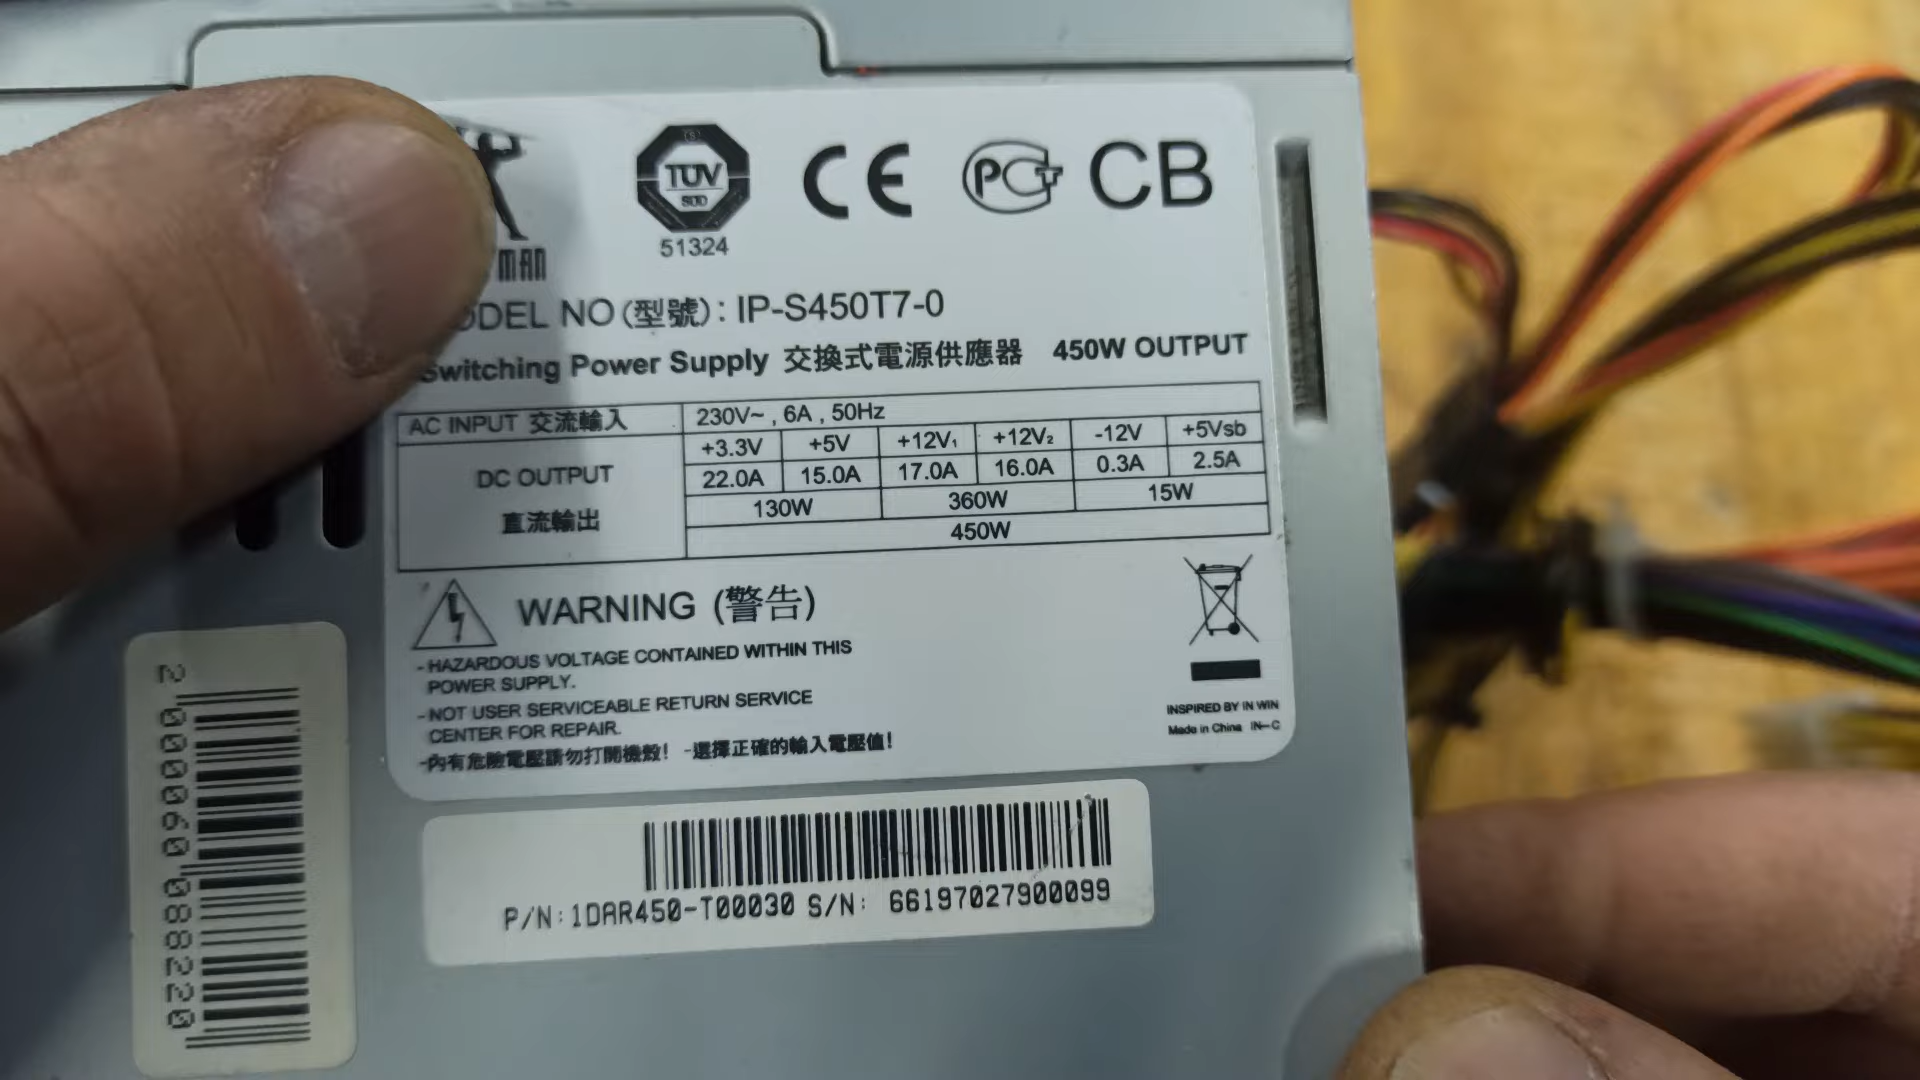 TÜV
SÜD
CE
PCT
CB
51324
MAN
MODEL NO (型號): IP-S450T7-0
Switching Power Supply 交換式電源供應器 450W OUTPUT
AC INPUT 交流輸入 230V~ , 6A , 50Hz
+3.3V +5V +12V₁ +12V₂ -12V +5Vsb
DC OUTPUT 22.0A 15.0A 17.0A 16.0A 0.3A 2.5A
直流輸出 130W 360W 15W
450W
WARNING (警告)
- HAZARDOUS VOLTAGE CONTAINED WITHIN THIS
POWER SUPPLY.
- NOT USER SERVICEABLE RETURN SERVICE
CENTER FOR REPAIR.
-內有危險電壓請勿打開機殼! -選擇正確的輸入電壓值!
INSPIRED BY IN WIN
Made in China IN-C
2 000060 088220
P/N:1DAR450-T00030 S/N: 66197027900099